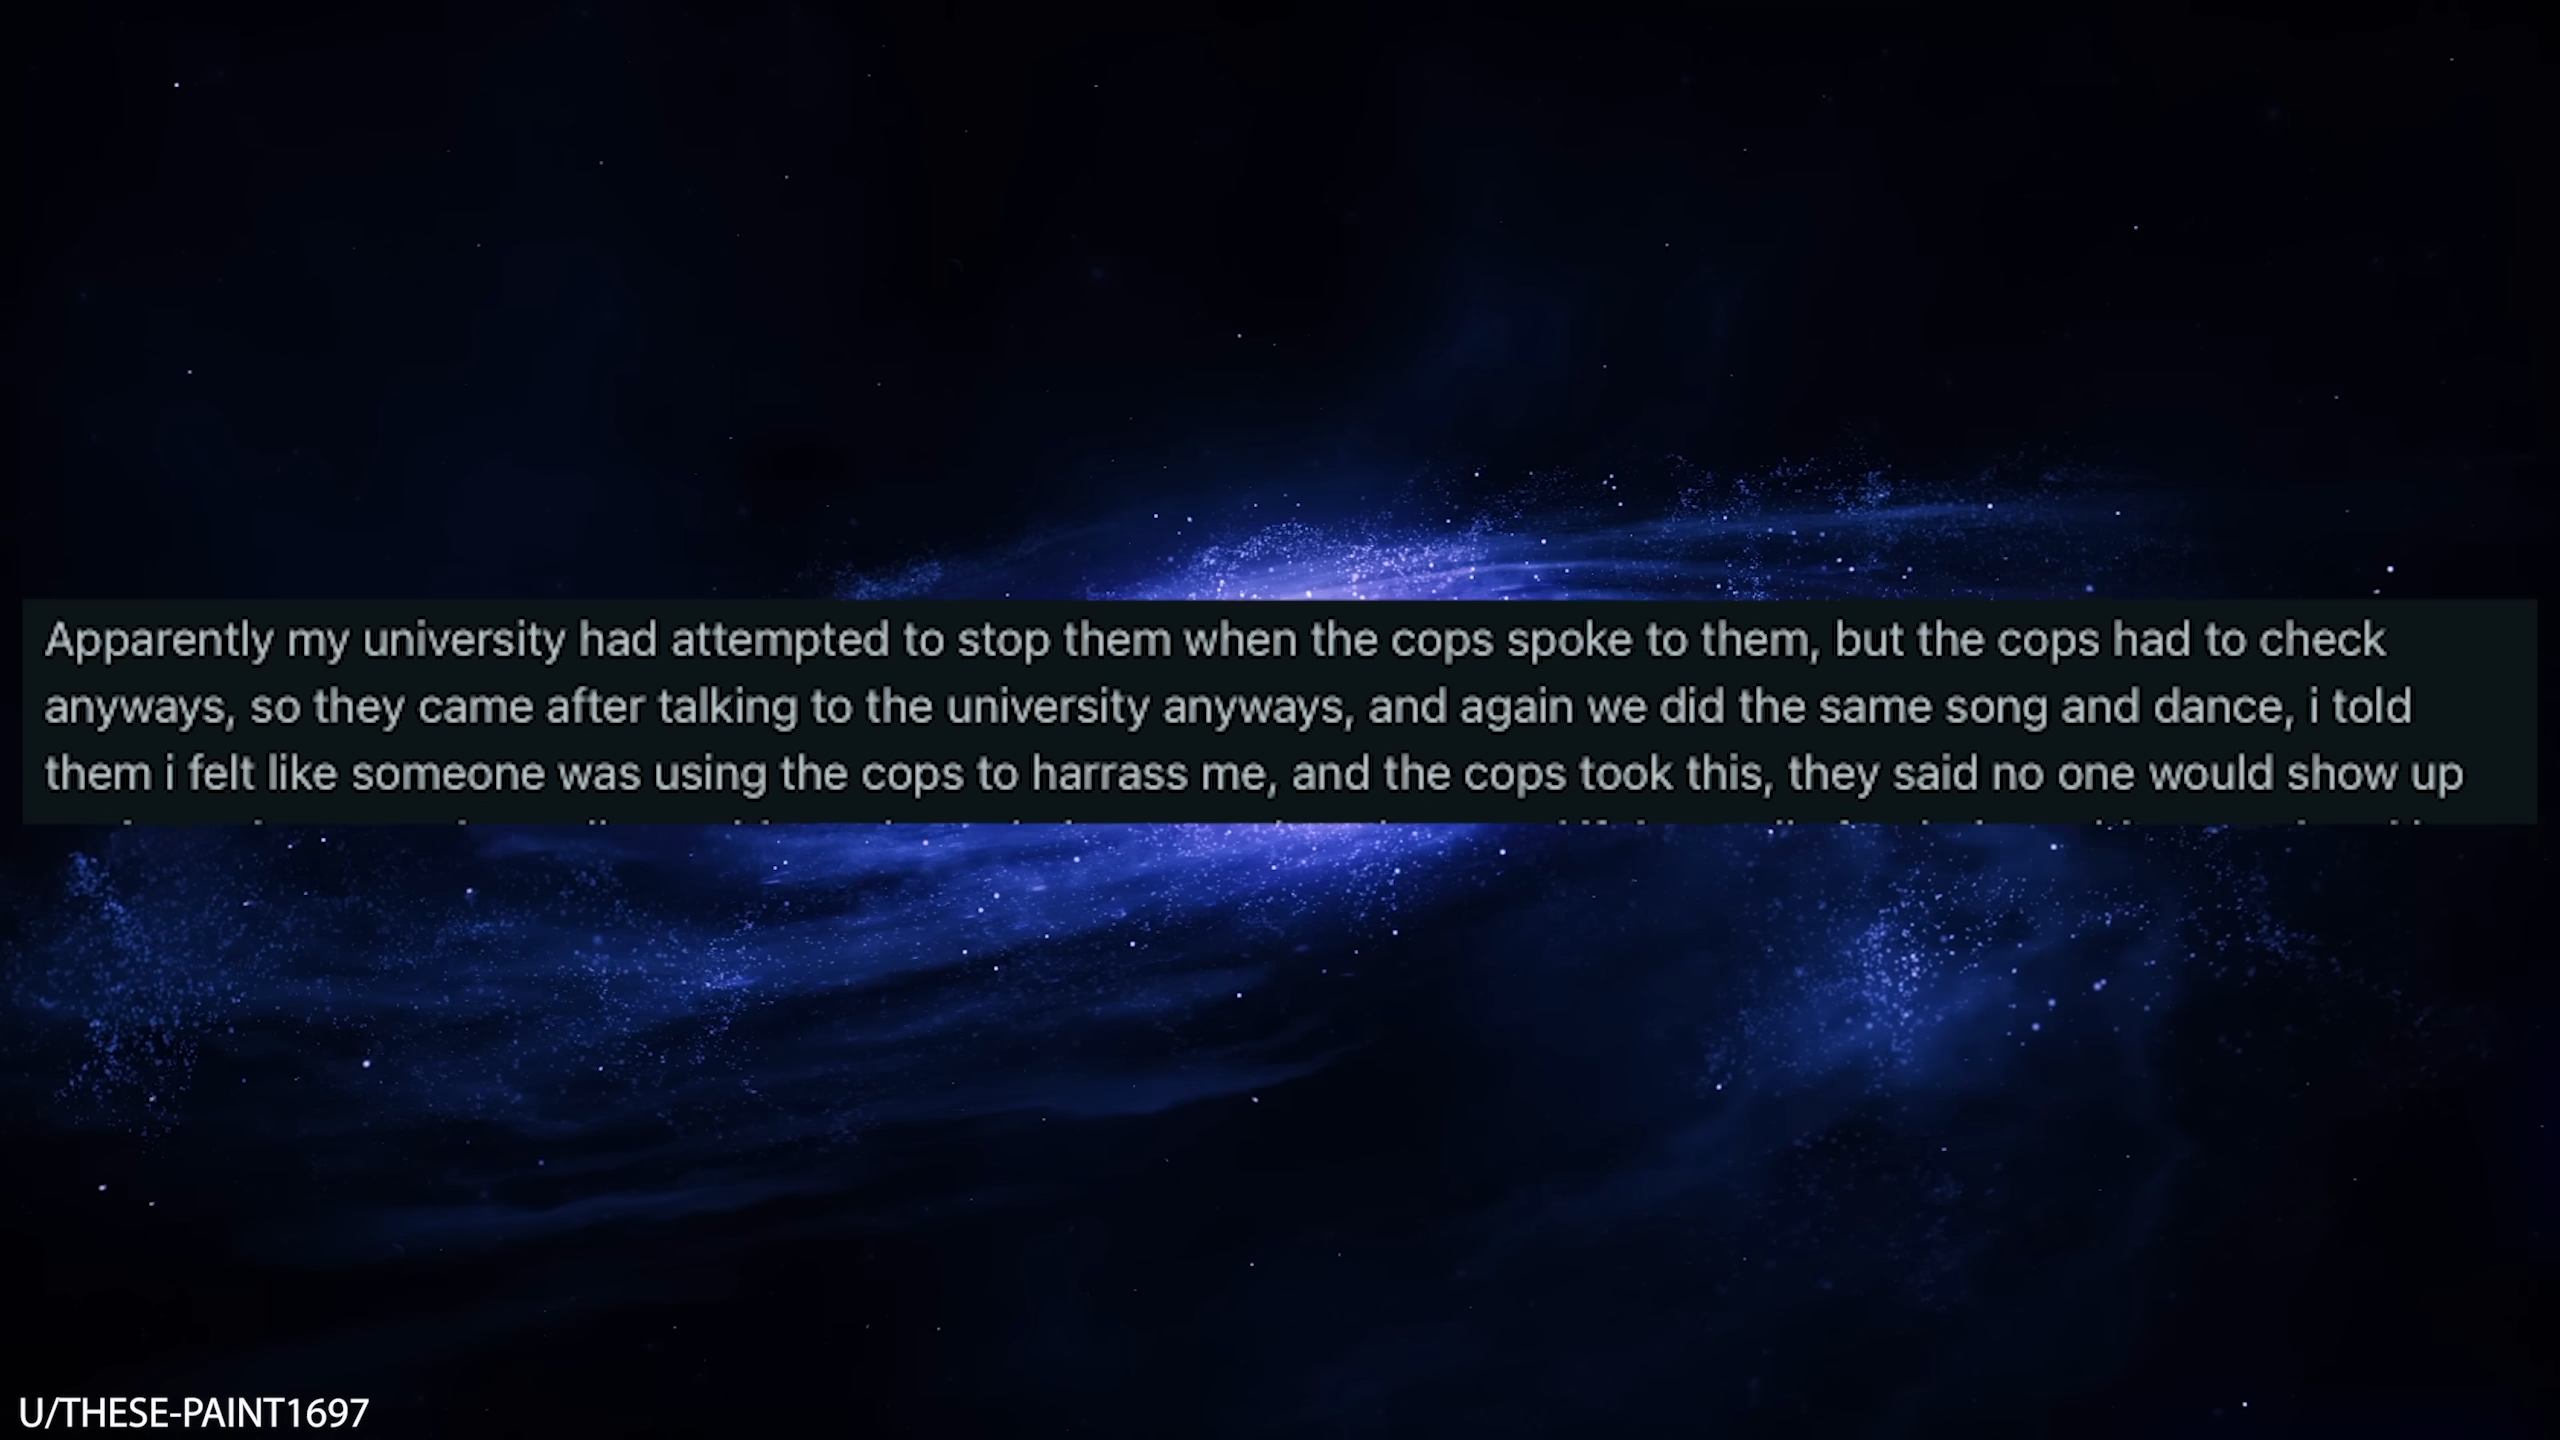 Apparently my university had attempted to stop them when the cops spoke to them, but the cops had to check
anyways, so they came after talking to the university anyways, and again we did the same song and dance, i told
them i felt like someone was using the cops to harrass me, and the cops took this, they said no one would show up
U/THESE-PAINT1697